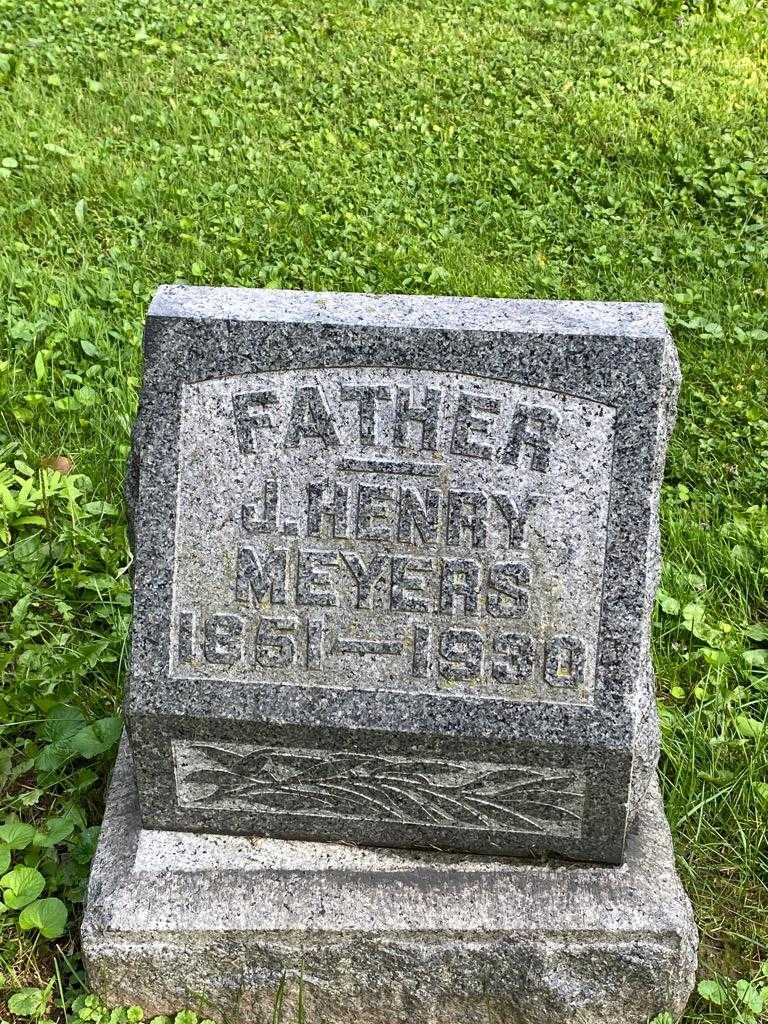 FATHER
J. HENRY
MEYERS
1851—1930